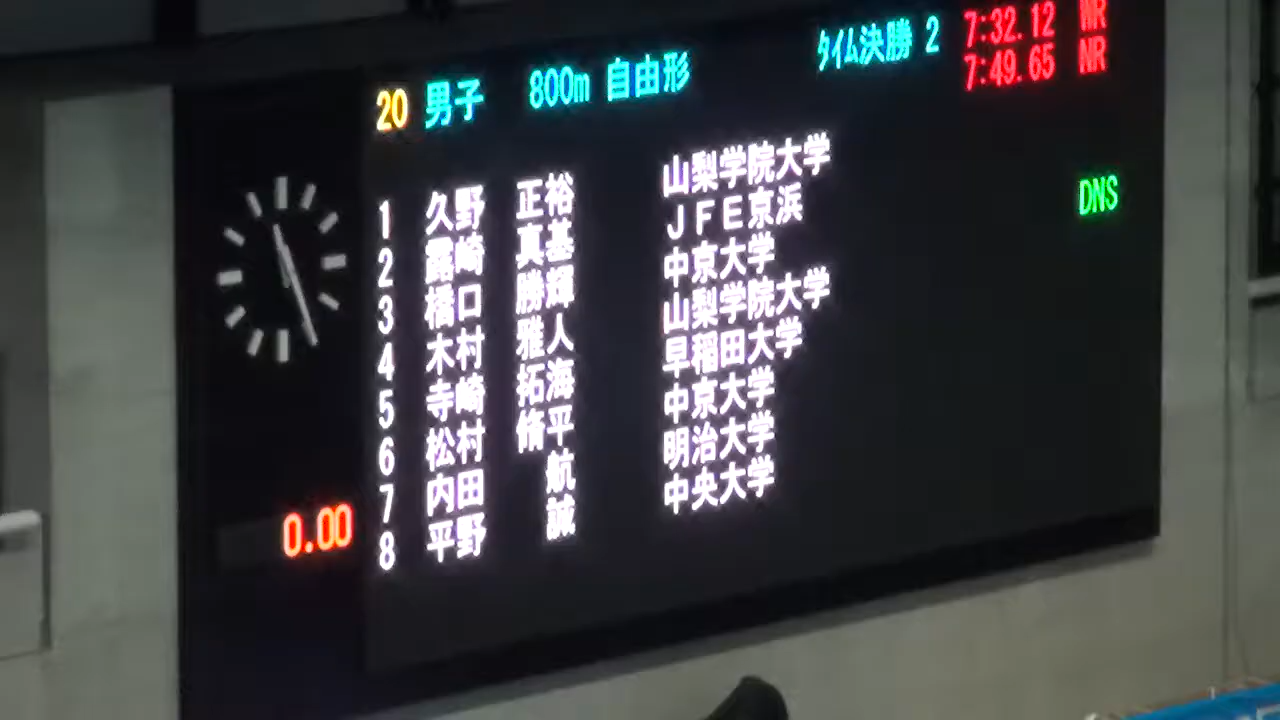 20 男子 800m 自由形 ﾀｲﾑ決勝 2 7:32.12 WR
7:49.65 NR
1 久野 正裕 山梨学院大学
2 露崎 真基 JFE京浜 DNS
3 橋口 勝輝 中京大学
4 木村 雅人 山梨学院大学
5 寺崎 拓海 早稲田大学
6 松村 脩平 中京大学
7 内田 航 明治大学
8 平野 誠 中央大学
0.00